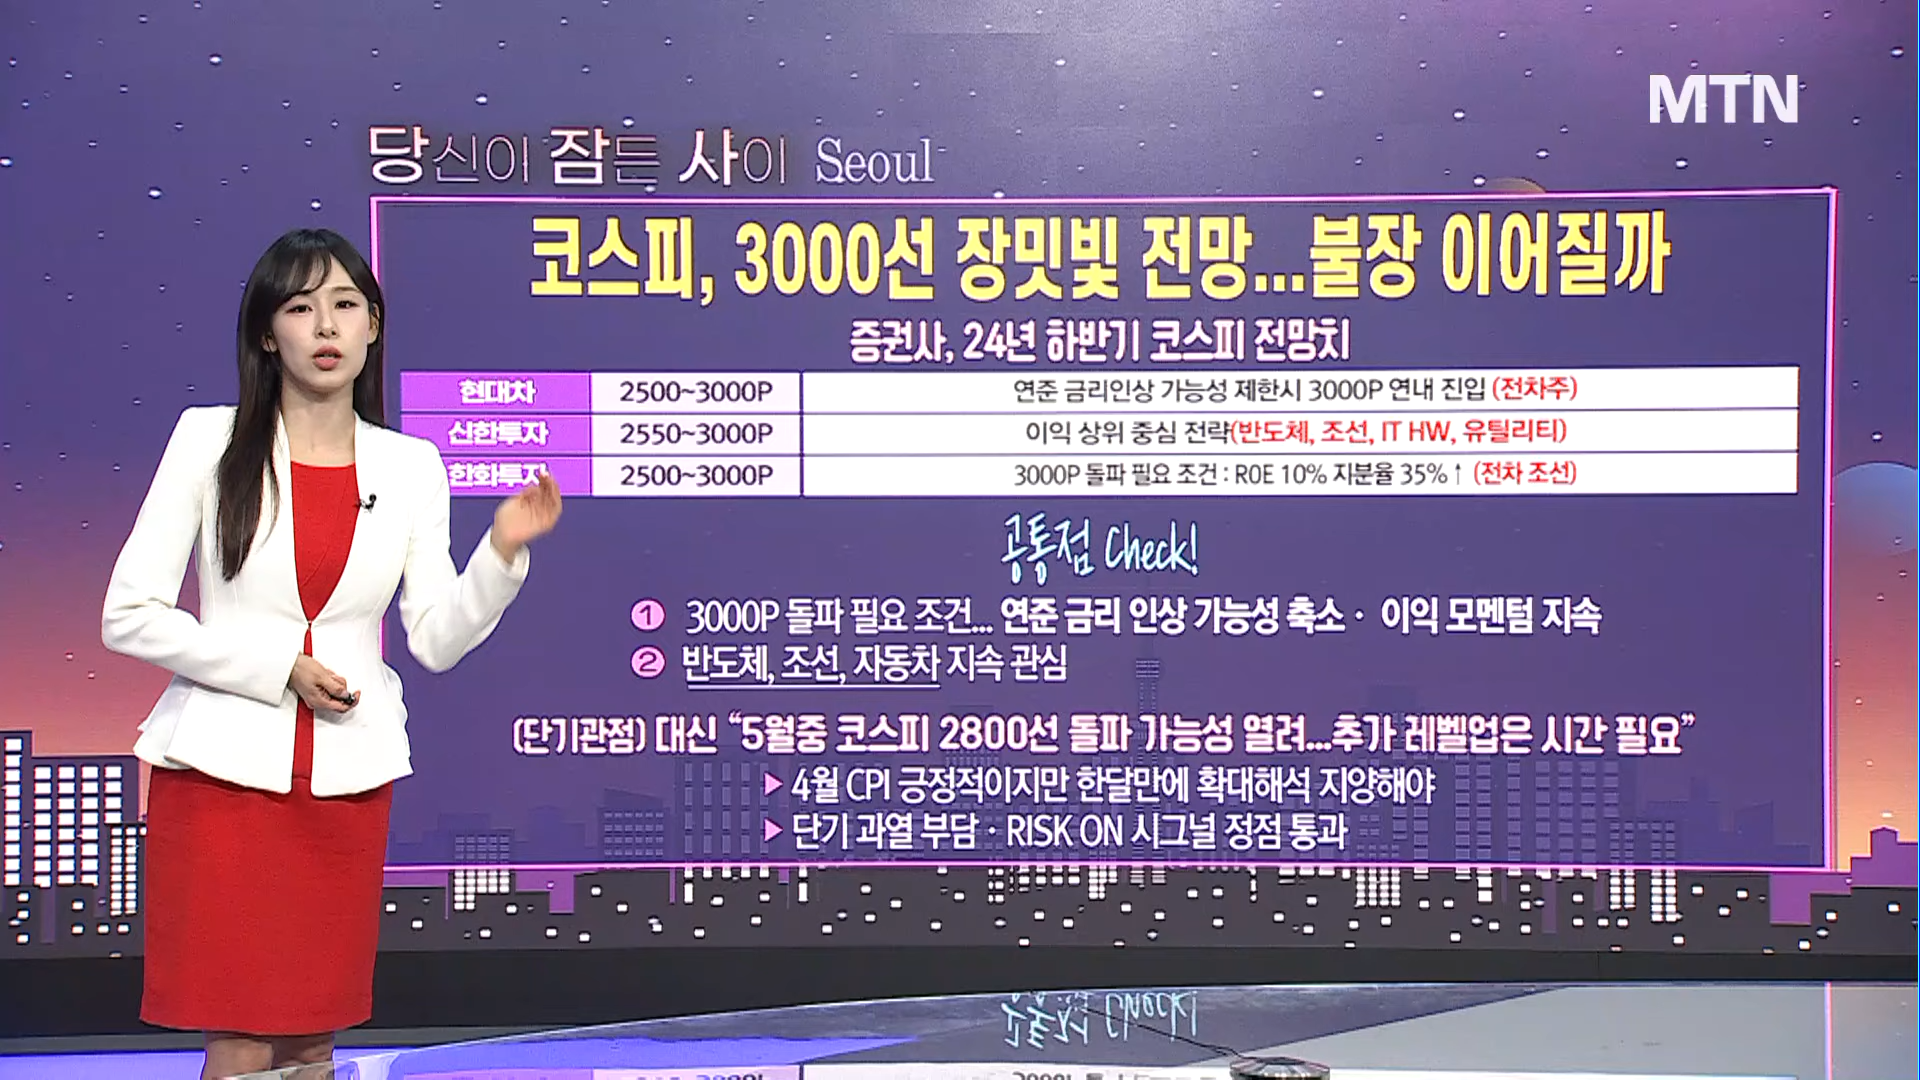 MTN
당신이 잠든 사이 Seoul
코스피, 3000선 장밋빛 전망...불장 이어질까
증권사, 24년 하반기 코스피 전망치
현대차 2500~3000P 연준 금리인상 가능성 제한시 3000P 연내 진입 (전차주)
신한투자 2550~3000P 이익 상위 중심 전략(반도체, 조선, IT HW, 유틸리티)
한화투자 2500~3000P 3000P 돌파 필요 조건 : ROE 10% 지분율 35%↑ (전차 조선)
공통점 Check!
① 3000P 돌파 필요 조건... 연준 금리 인상 가능성 축소· 이익 모멘텀 지속
② 반도체, 조선, 자동차 지속 관심
(단기관점) 대신 “5월중 코스피 2800선 돌파 가능성 열려...추가 레벨업은 시간 필요”
▶ 4월 CPI 긍정적이지만 한달만에 확대해석 지양해야
▶ 단기 과열 부담 · RISK ON 시그널 정점 통과